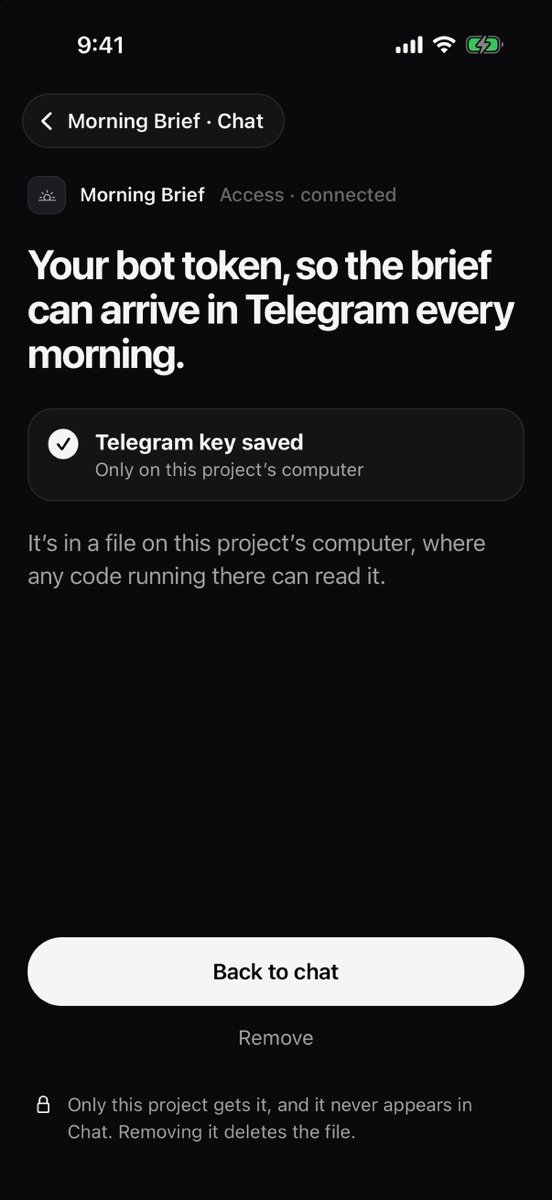 9:41
Morning Brief · Chat
Morning Brief Access · connected
Your bot token, so the brief
can arrive in Telegram every
morning.
Telegram key saved
Only on this project’s computer
It’s in a file on this project’s computer, where
any code running there can read it.
Back to chat
Remove
Only this project gets it, and it never appears in
Chat. Removing it deletes the file.